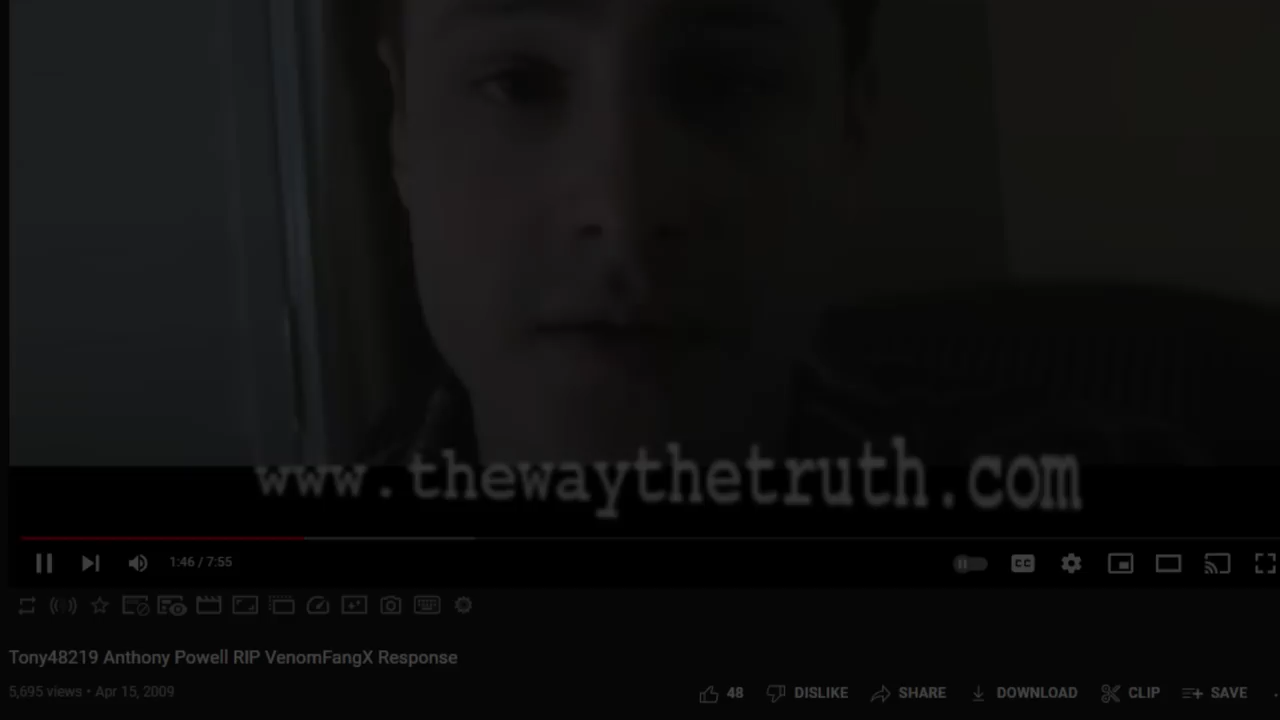 www.thewaythetruth.com
1:46 / 7:55
CC
Tony48219 Anthony Powell RIP VenomFangX Response
5,695 views • Apr 15, 2009
48 DISLIKE SHARE DOWNLOAD CLIP SAVE